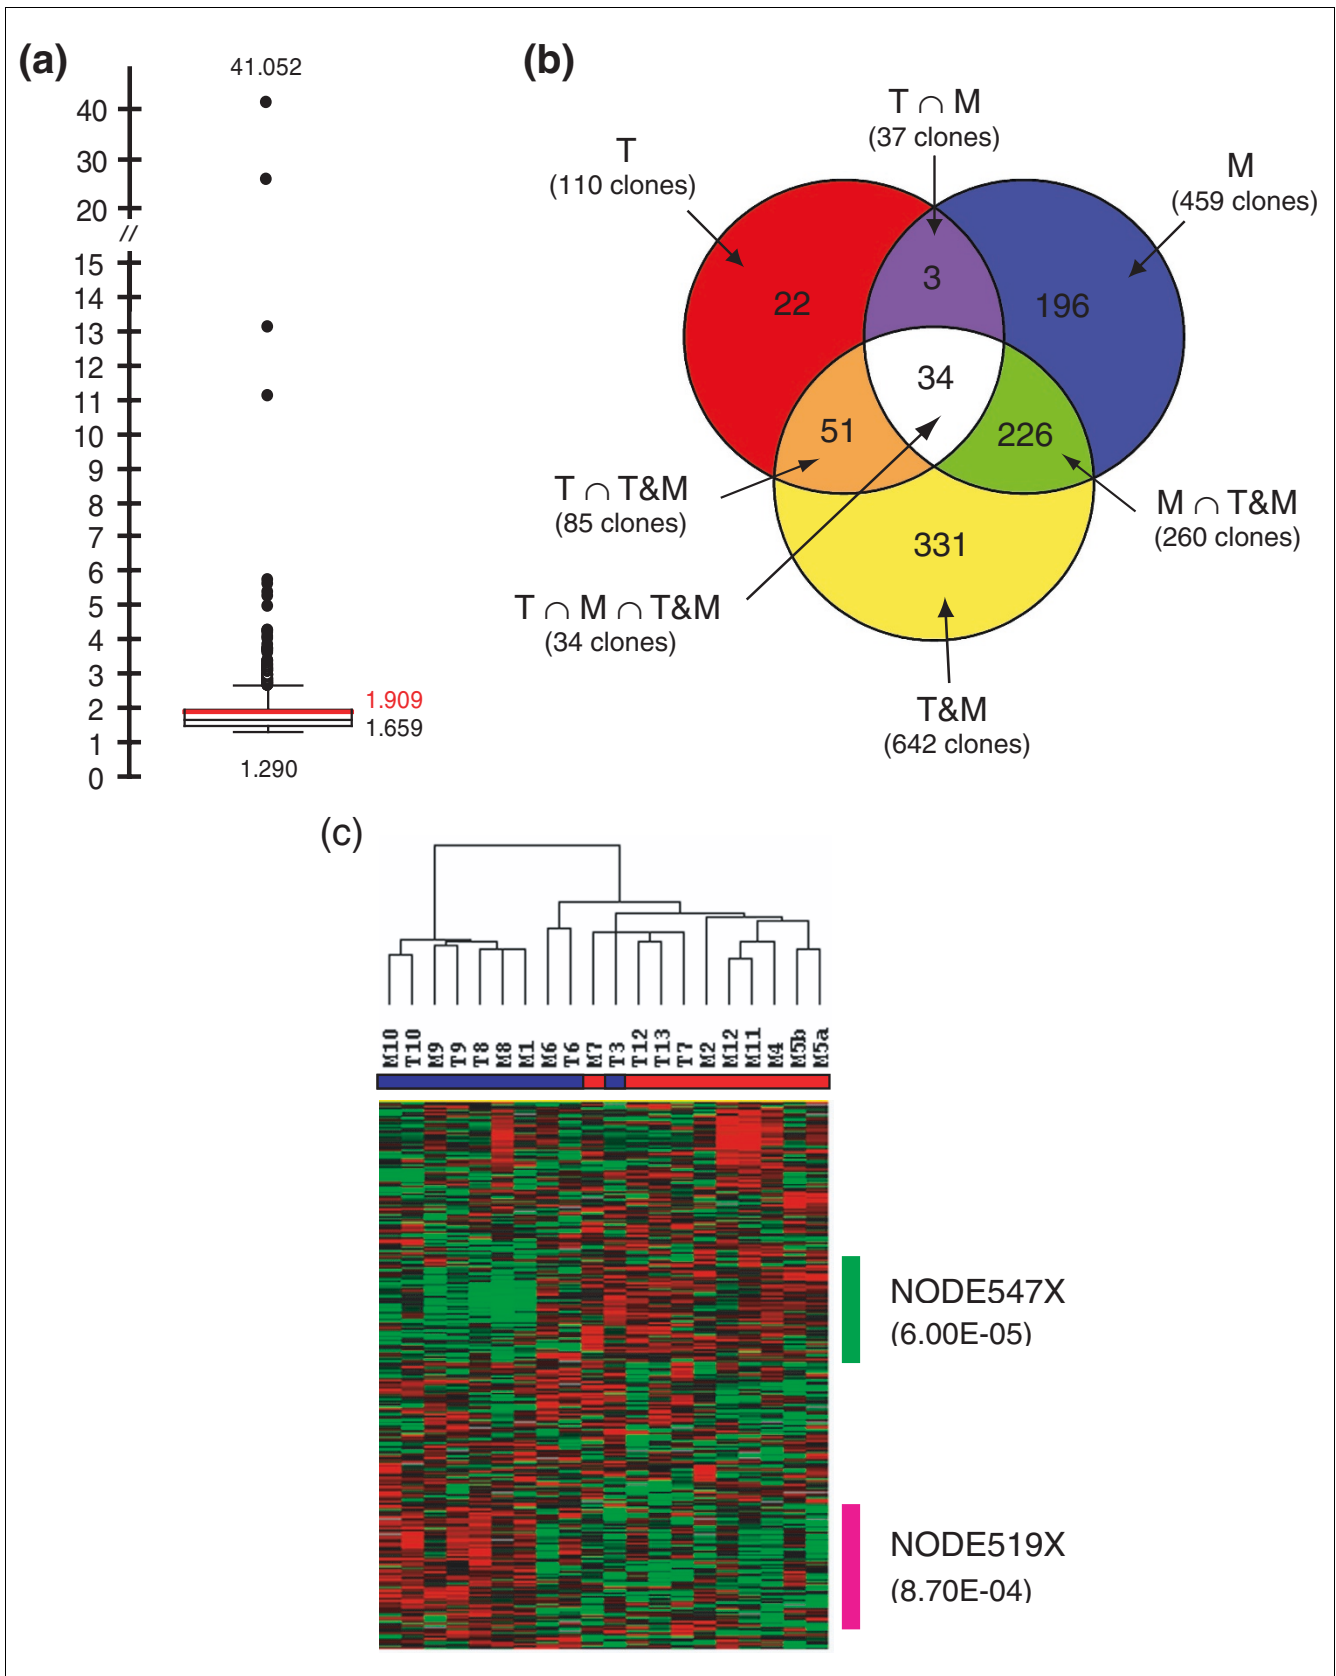 (a)
41.052
40
30
20
//
15
14
13
12
11
10
9
8
7
6
5
4
3
2
1
0
1.909
1.659
1.290
(b)
T ∩ M
(37 clones)
T
(110 clones)
M
(459 clones)
3
22
196
34
51
226
T ∩ T&M
(85 clones)
M ∩ T&M
(260 clones)
331
T ∩ M ∩ T&M
(34 clones)
T&M
(642 clones)
(c)
M10 T10 M9 T9 T8 M8 M1 M6 T6 M7 T3 T12 T13 T7 M2 M12 M11 M4 M5b M5a
NODE547X
(6.00E-05)
NODE519X
(8.70E-04)